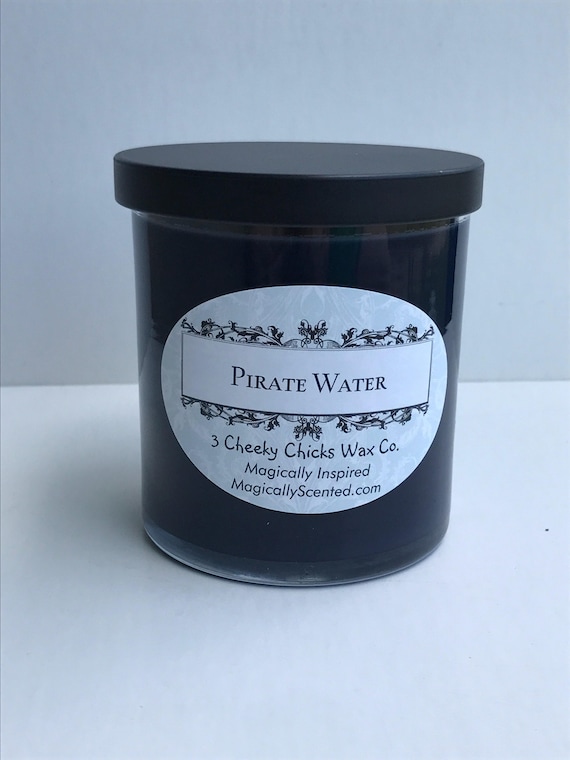 Pirate Water
3 Cheeky Chicks Wax Co.
Magically Inspired
MagicallyScented.com